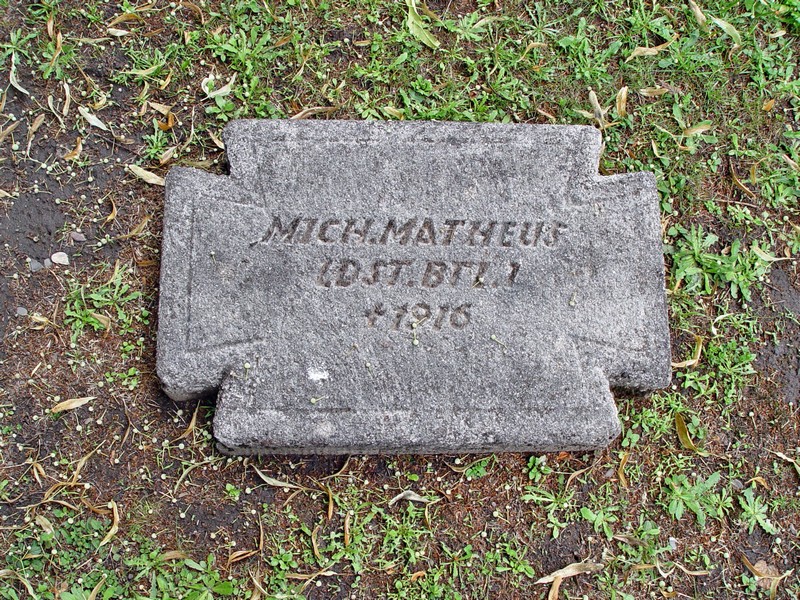 MICH. MATHEUS
LDST. BTL. 1
+ 1916